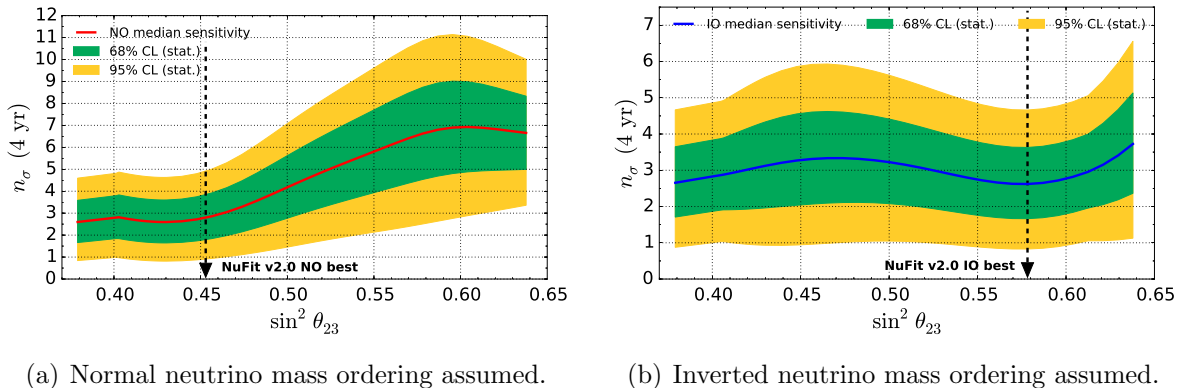 12
11
10
9
8
7
6
5
4
3
2
1
0
n_σ (4 yr)
NO median sensitivity
68% CL (stat.)
95% CL (stat.)
NuFit v2.0 NO best
0.40 0.45 0.50 0.55 0.60 0.65
sin² θ₂₃
(a) Normal neutrino mass ordering assumed.
7
6
5
4
3
2
1
0
n_σ (4 yr)
IO median sensitivity 68% CL (stat.) 95% CL (stat.)
NuFit v2.0 IO best
0.40 0.45 0.50 0.55 0.60 0.65
sin² θ₂₃
(b) Inverted neutrino mass ordering assumed.